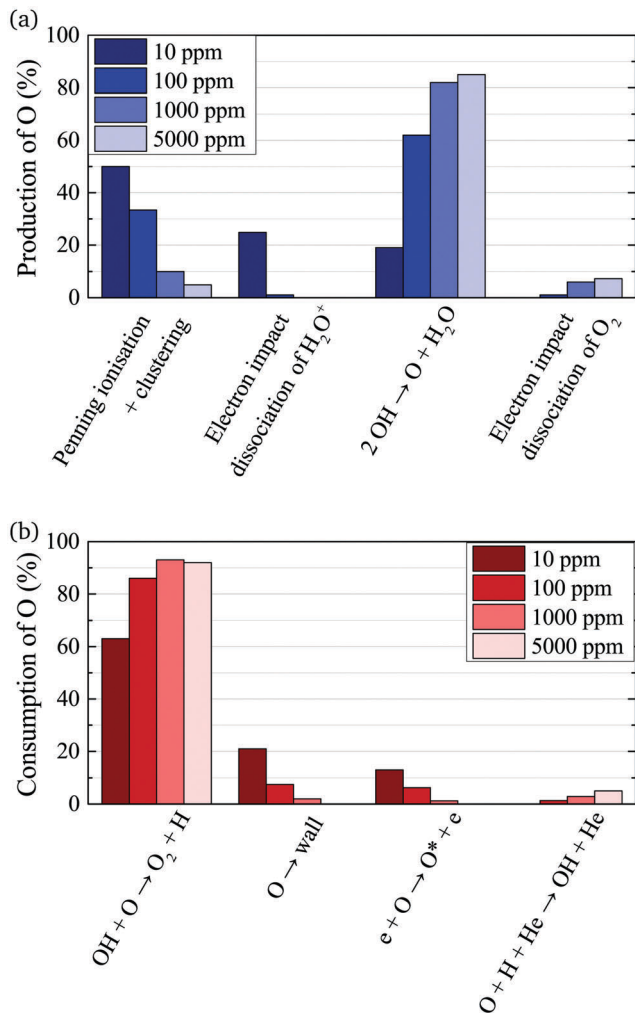 (a)
Production of O (%)
100
80
60
40
20
0
10 ppm
100 ppm
1000 ppm
5000 ppm
Penning ionisation
+ clustering
Electron impact
dissociation of H₂O⁺
2 OH → O + H₂O
Electron impact
dissociation of O₂
(b)
Consumption of O (%)
100
80
60
40
20
0
10 ppm
100 ppm
1000 ppm
5000 ppm
OH + O → O₂ + H
O → wall
e + O → O* + e
O + H + He → OH + He